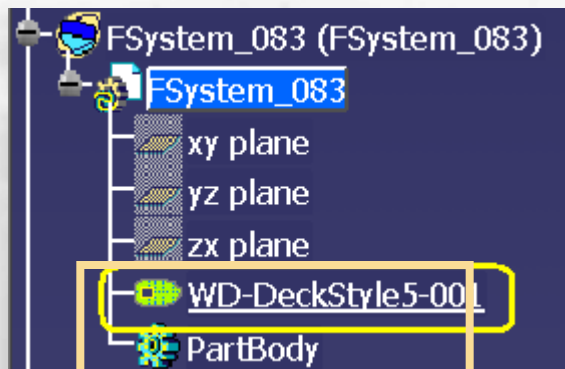 FSystem_083 (FSystem_083)
FSystem_083
xy plane
yz plane
zx plane
WD-DeckStyle5-001
PartBody